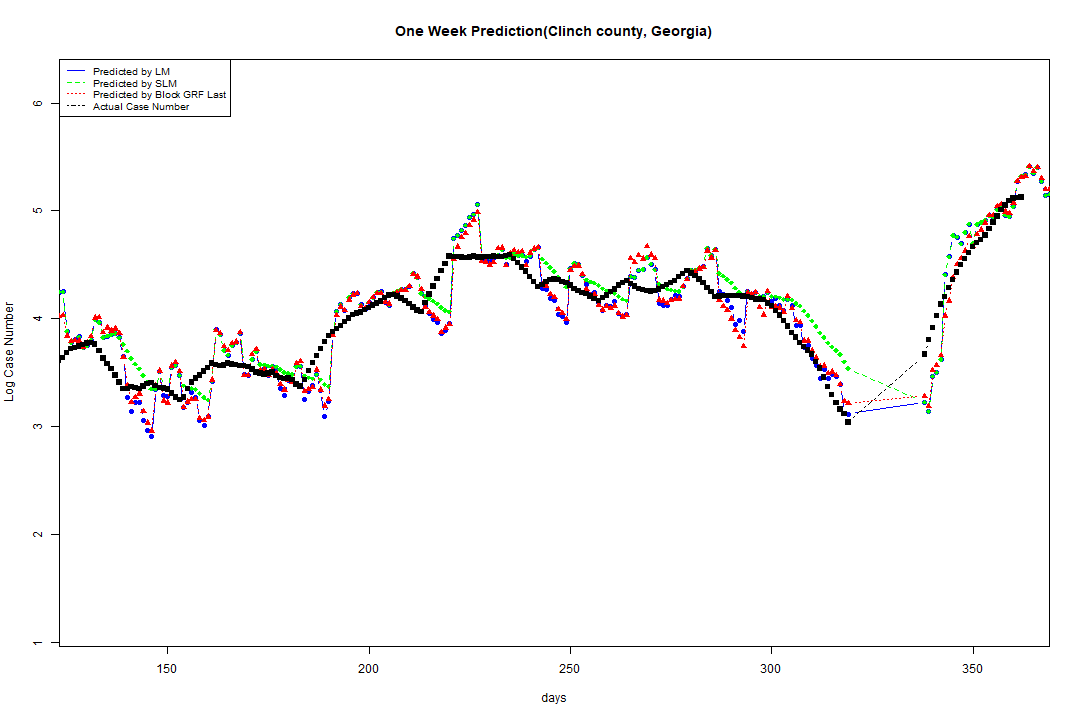 One Week Prediction(Clinch county, Georgia)
Predicted by LM
Predicted by SLM
Predicted by Block GRF Last
Actual Case Number
Log Case Number
6
5
4
3
2
1
150
200
250
300
350
days